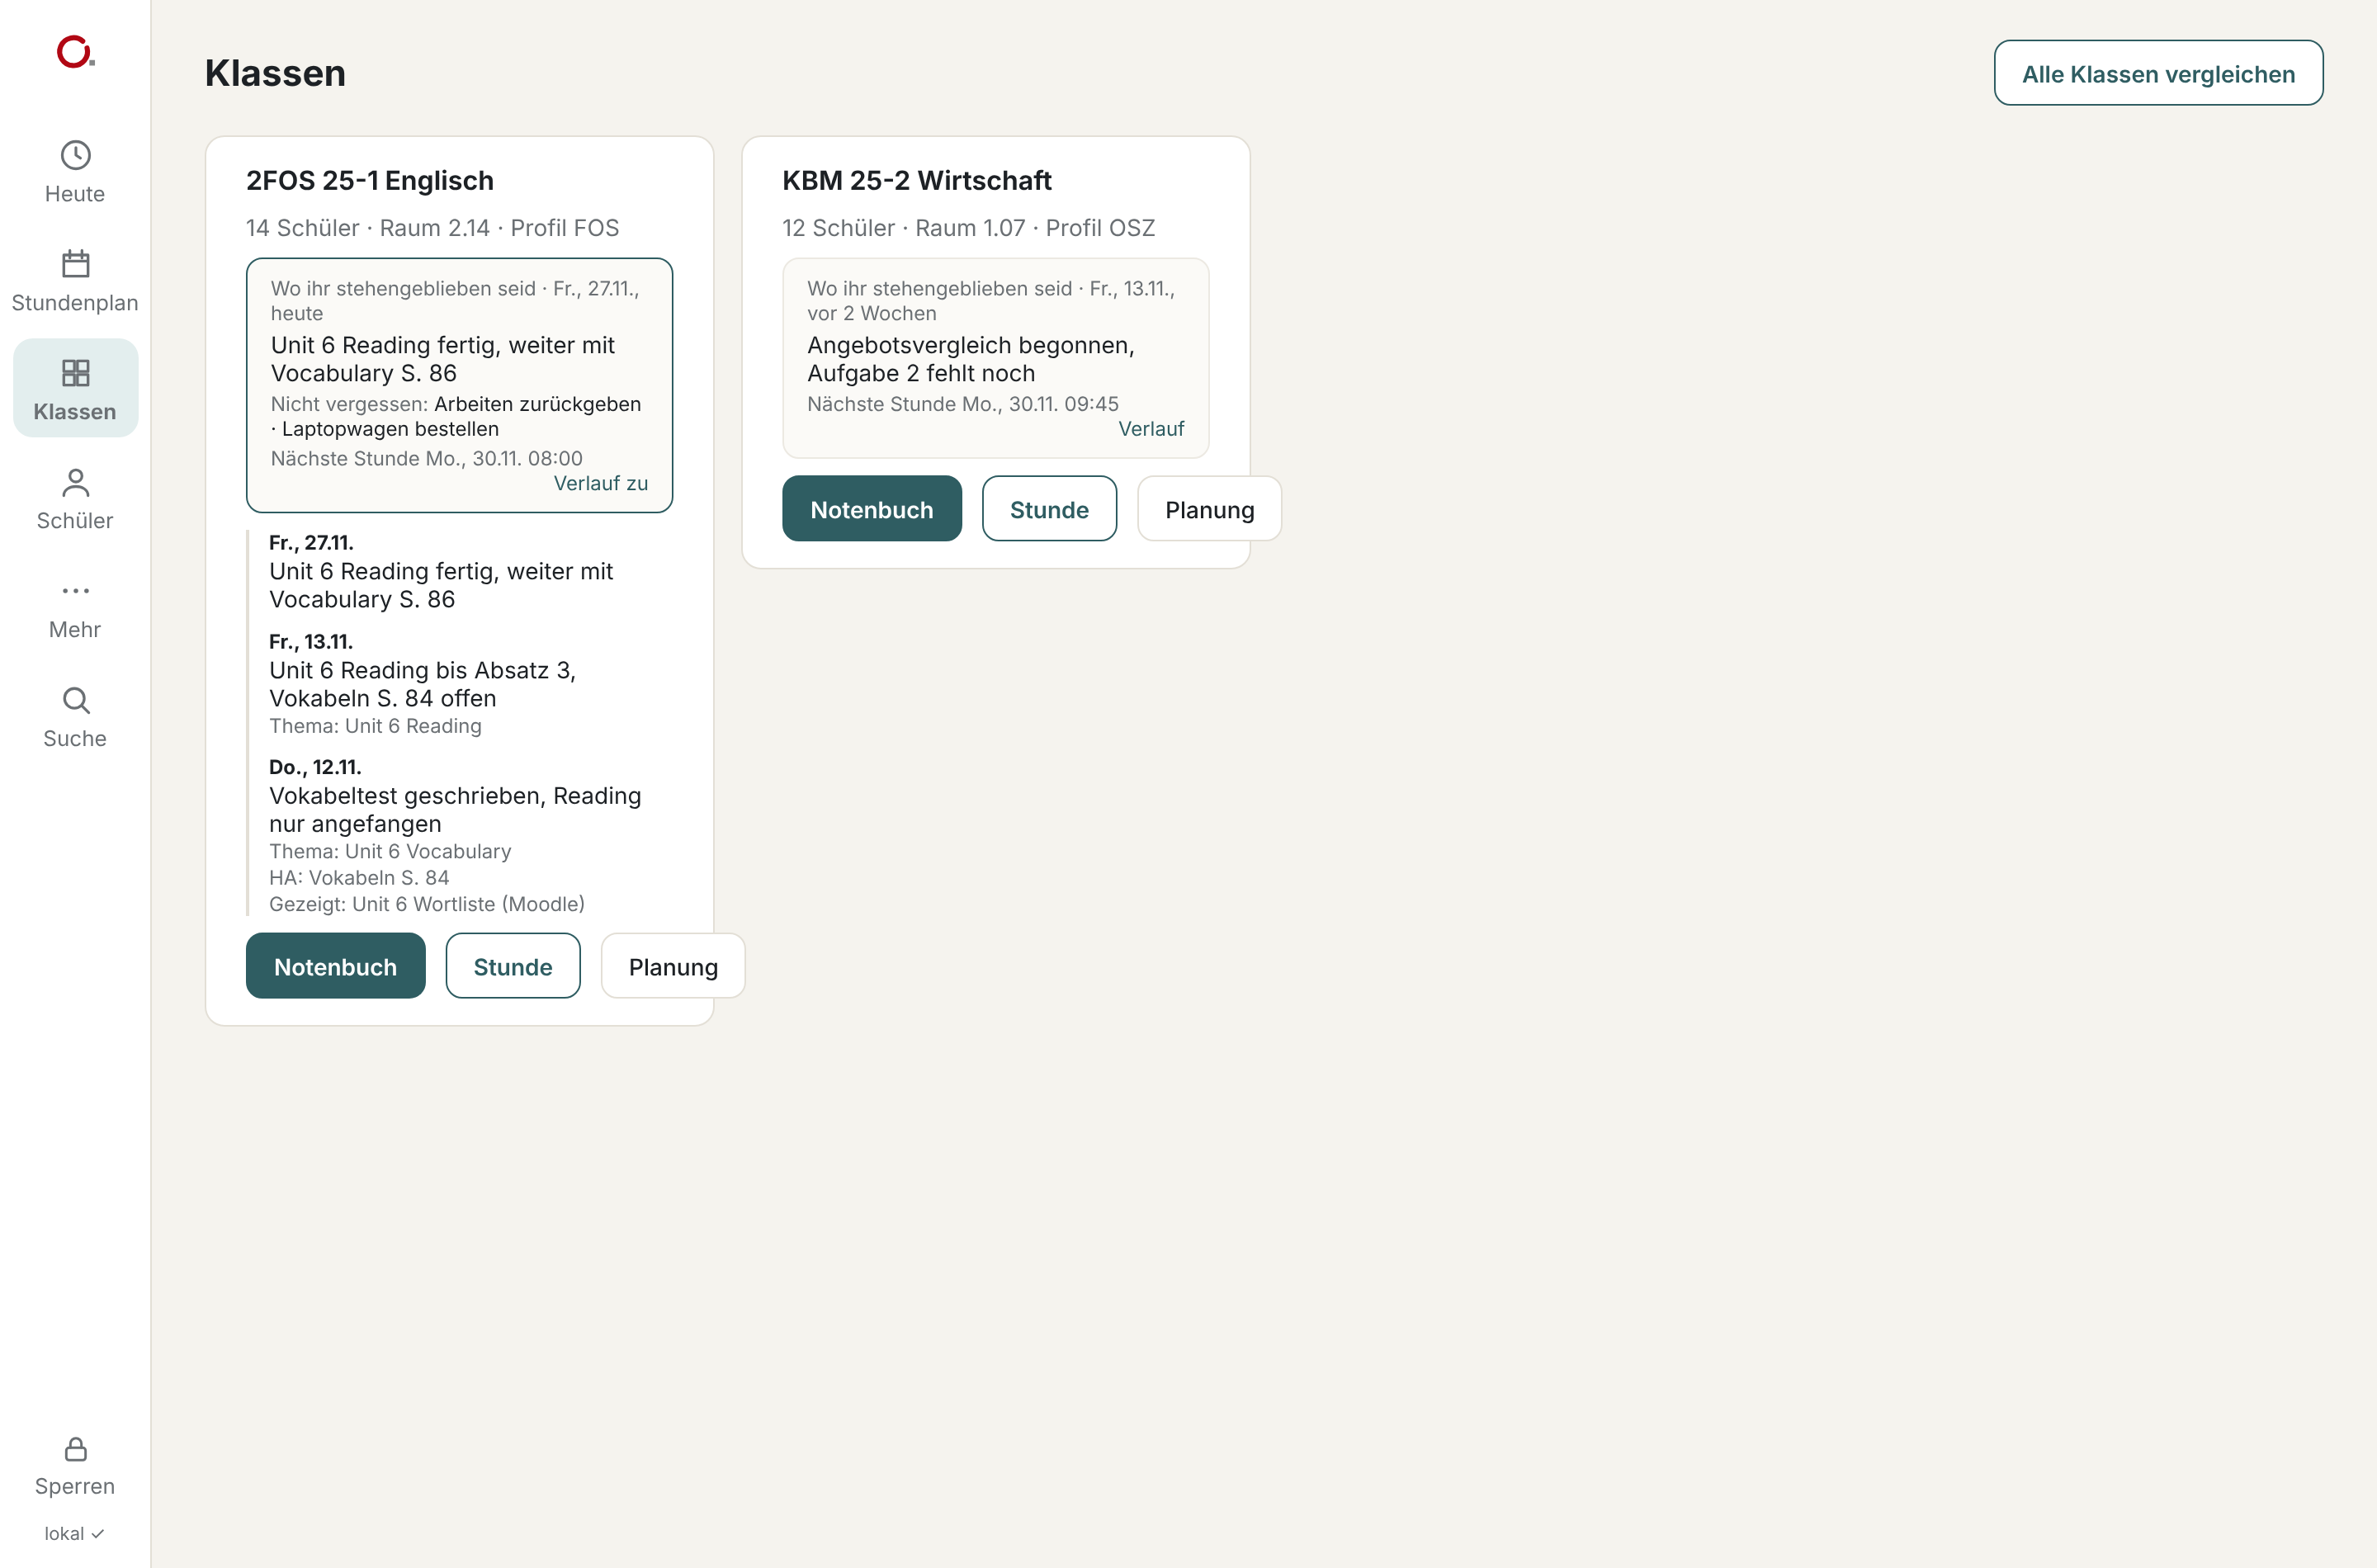 Heute
Stundenplan
Klassen
Schüler
Mehr
Suche
Sperren
lokal ✓
Klassen
Alle Klassen vergleichen
2FOS 25-1 Englisch
14 Schüler · Raum 2.14 · Profil FOS
Wo ihr stehengeblieben seid · Fr., 27.11.,
heute
Unit 6 Reading fertig, weiter mit
Vocabulary S. 86
Nicht vergessen: Arbeiten zurückgeben
· Laptopwagen bestellen
Nächste Stunde Mo., 30.11. 08:00
Verlauf zu
Fr., 27.11.
Unit 6 Reading fertig, weiter mit
Vocabulary S. 86
Fr., 13.11.
Unit 6 Reading bis Absatz 3,
Vokabeln S. 84 offen
Thema: Unit 6 Reading
Do., 12.11.
Vokabeltest geschrieben, Reading
nur angefangen
Thema: Unit 6 Vocabulary
HA: Vokabeln S. 84
Gezeigt: Unit 6 Wortliste (Moodle)
Notenbuch
Stunde
Planung
KBM 25-2 Wirtschaft
12 Schüler · Raum 1.07 · Profil OSZ
Wo ihr stehengeblieben seid · Fr., 13.11.,
vor 2 Wochen
Angebotsvergleich begonnen,
Aufgabe 2 fehlt noch
Nächste Stunde Mo., 30.11. 09:45
Verlauf
Notenbuch
Stunde
Planung